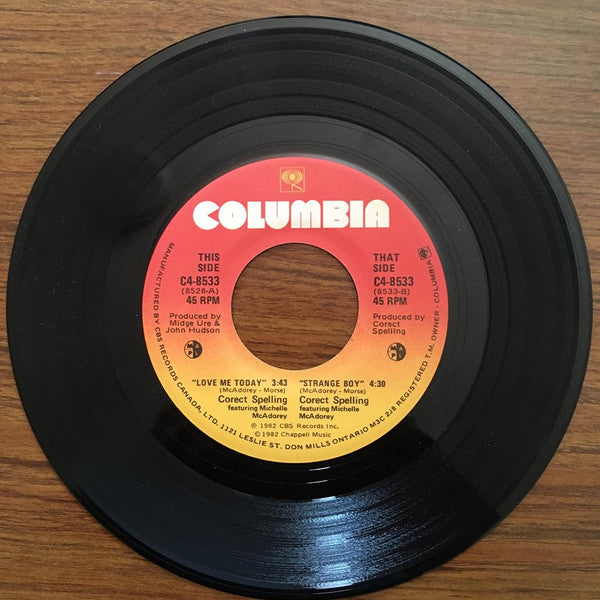 COLUMBIA
THIS
SIDE
C4-8533
(8528-A)
45 RPM
Produced by
Midge Ure &
John Hudson
THAT
SIDE
C4-8533
(8533-B)
45 RPM
Produced by
Corect
Spelling
"LOVE ME TODAY" 3:43
(McAdorey - Morse)
Corect Spelling
featuring Michelle
McAdorey
"STRANGE BOY" 4:30
(McAdorey - Morse)
Corect Spelling
featuring Michelle
McAdorey
℗ 1982 CBS Records Inc.
© 1982 Chappell Music
MANUFACTURED BY CBS RECORDS CANADA, LTD. 1121 LESLIE ST. DON MILLS ONTARIO M3C 2J8 REGISTERED T.M. OWNER - COLUMBIA